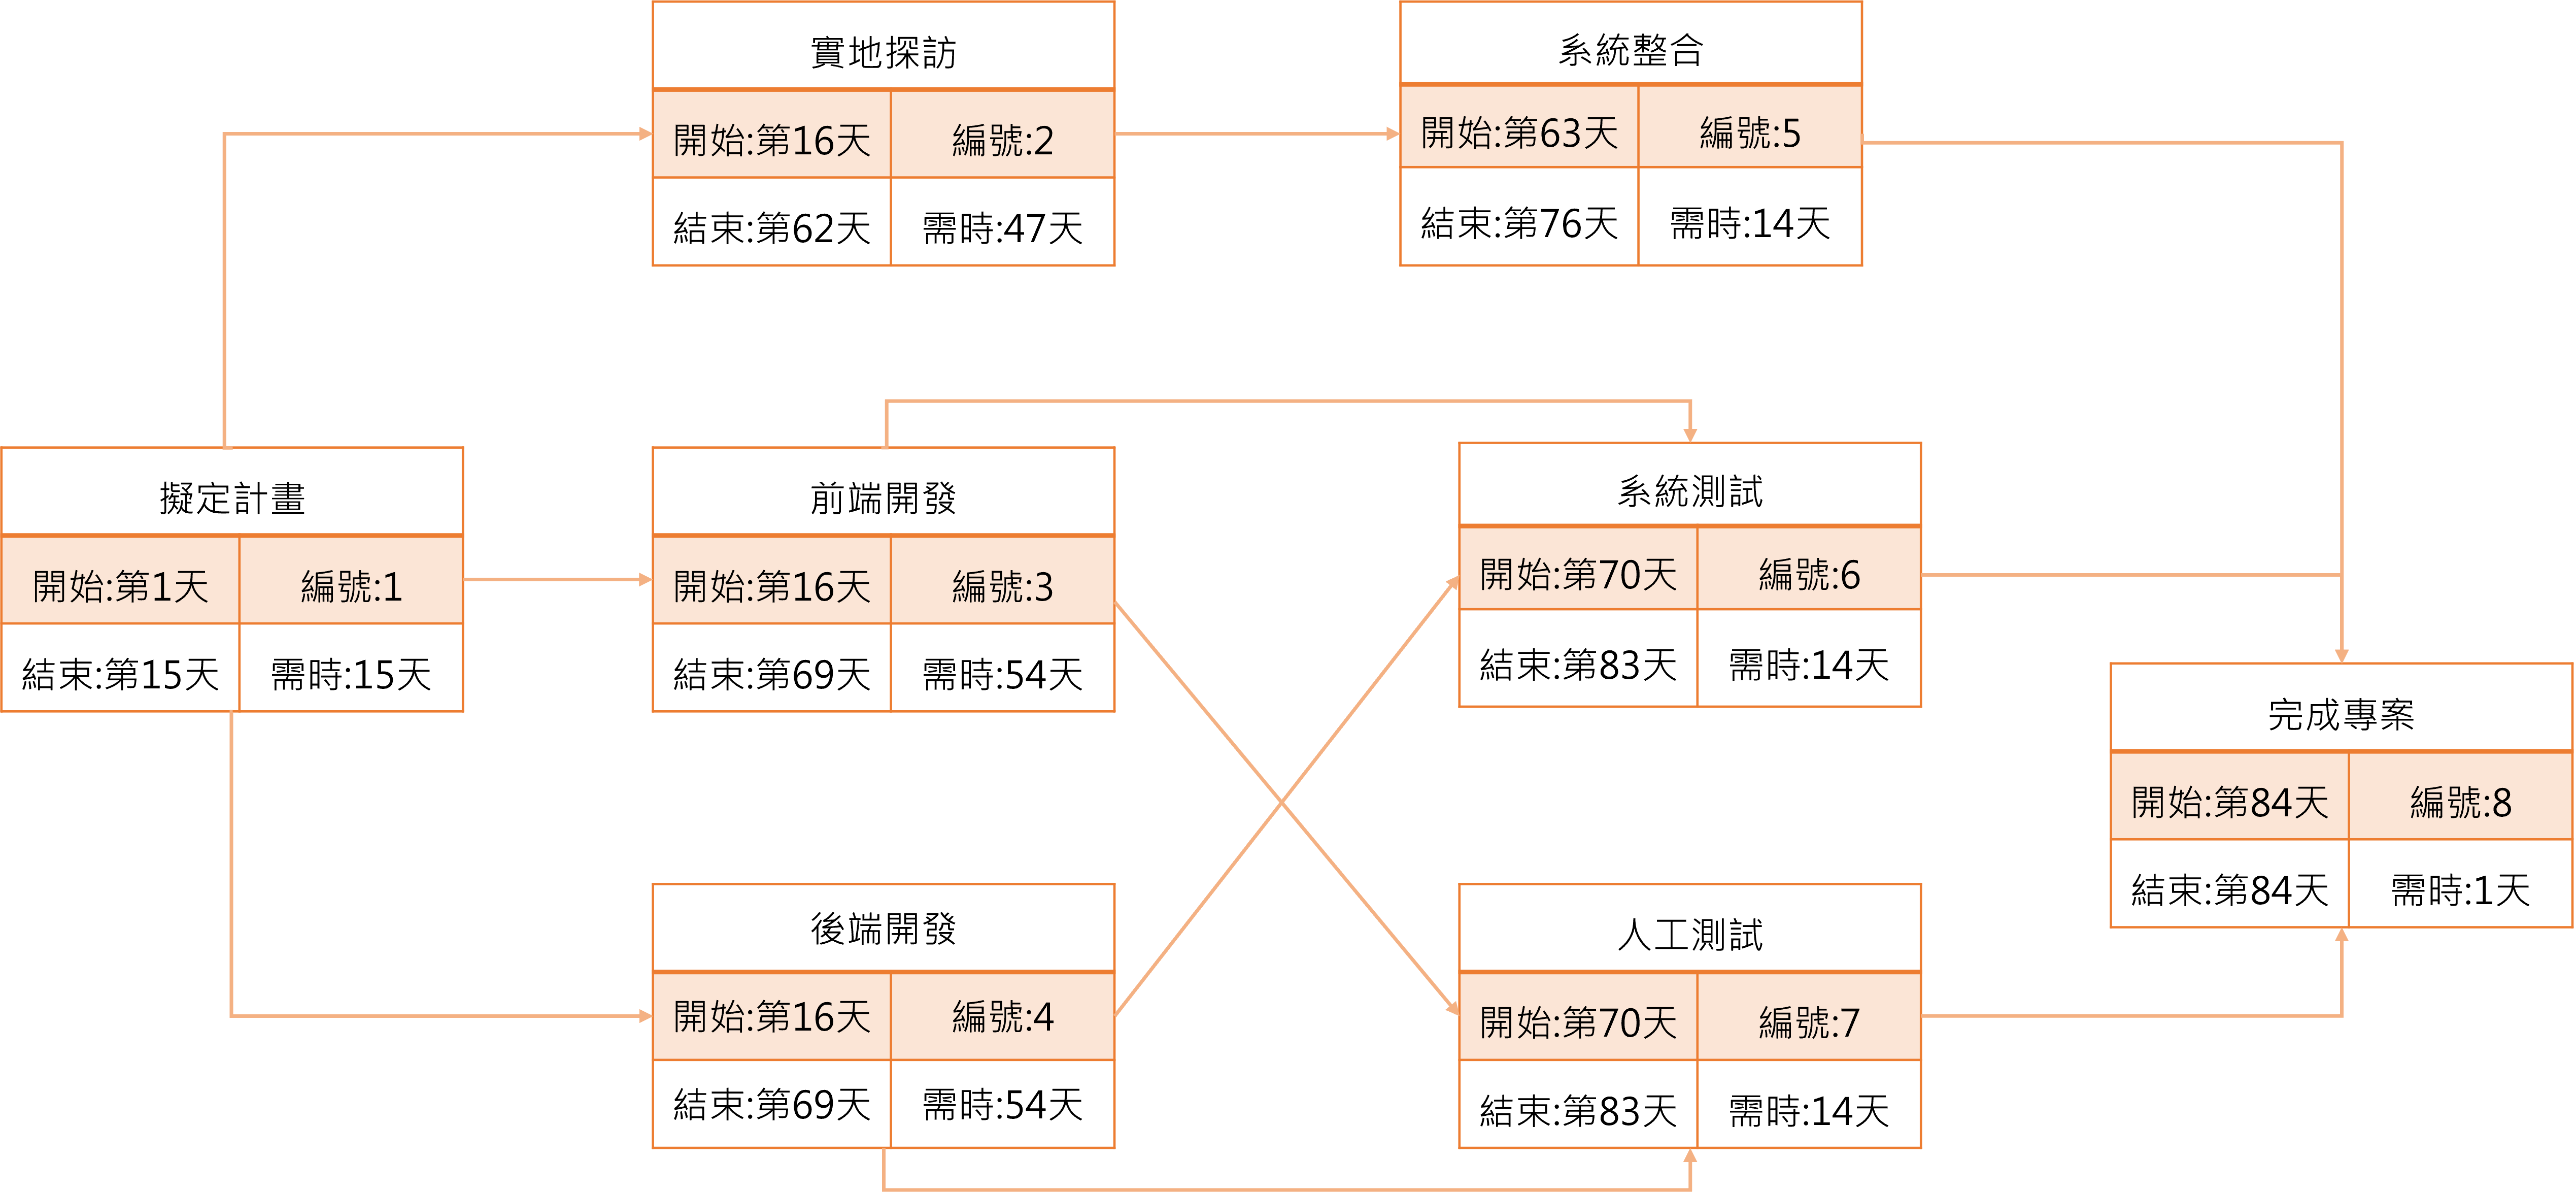 實地探訪
開始:第16天 編號:2
結束:第62天 需時:47天
系統整合
開始:第63天 編號:5
結束:第76天 需時:14天
擬定計畫
開始:第1天 編號:1
結束:第15天 需時:15天
前端開發
開始:第16天 編號:3
結束:第69天 需時:54天
系統測試
開始:第70天 編號:6
結束:第83天 需時:14天
後端開發
開始:第16天 編號:4
結束:第69天 需時:54天
人工測試
開始:第70天 編號:7
結束:第83天 需時:14天
完成專案
開始:第84天 編號:8
結束:第84天 需時:1天